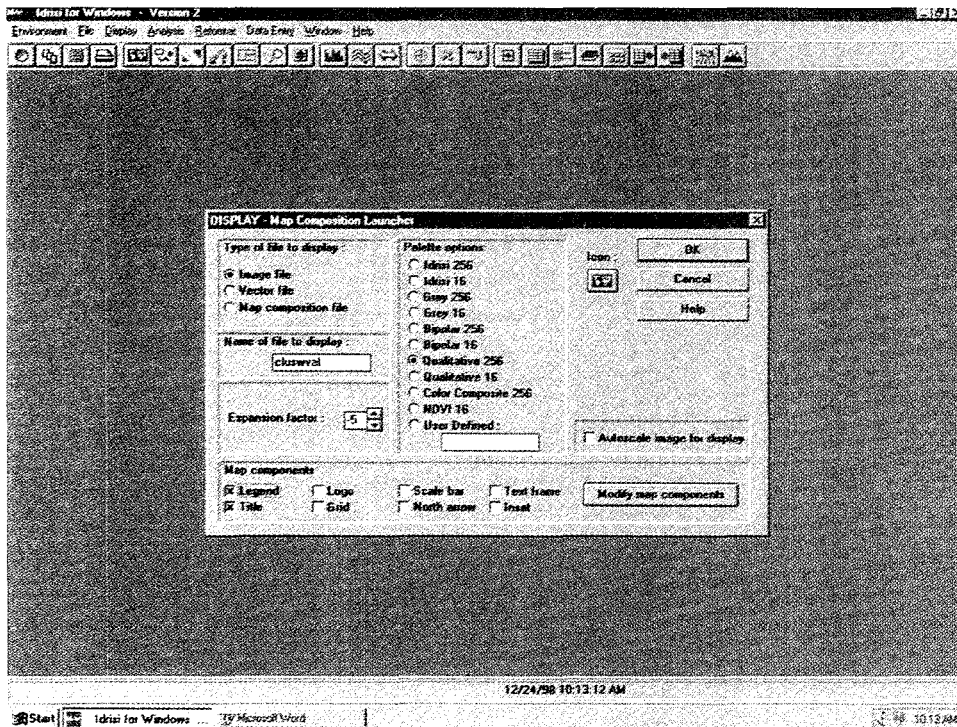 Idrisi for Windows - Version 2
Environment File Display Analysis Reformat Data Entry Window Help
DISPLAY - Map Composition Launcher
Type of file to display
Image file
Vector file
Map composition file
Name of file to display :
Expansion factor : -5
Palette options
Idrisi 256
Idrisi 16
Grey 256
Grey 16
Bipolar 256
Bipolar 16
Qualitative 256
Qualitative 16
Color Composite 256
NDVI 16
User Defined :
Icon :
OK
Cancel
Help
Autoscale image for display
Map components
Legend Logo Scale bar Text frame
Title Grid North arrow Inset
Modify map components
12/24/98 10:13:12 AM
Start Idrisi for Windows ... Microsoft Word 10:13 AM